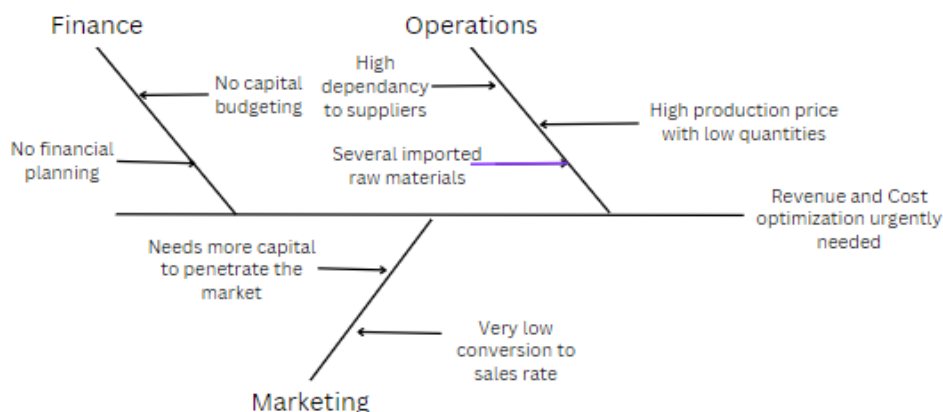 Finance
Operations
No capital
budgeting
High
dependancy
to suppliers
High production price
with low quantities
No financial
planning
Several imported
raw materials
Revenue and Cost
optimization urgently
needed
Needs more capital
to penetrate the
market
Very low
conversion to
sales rate
Marketing